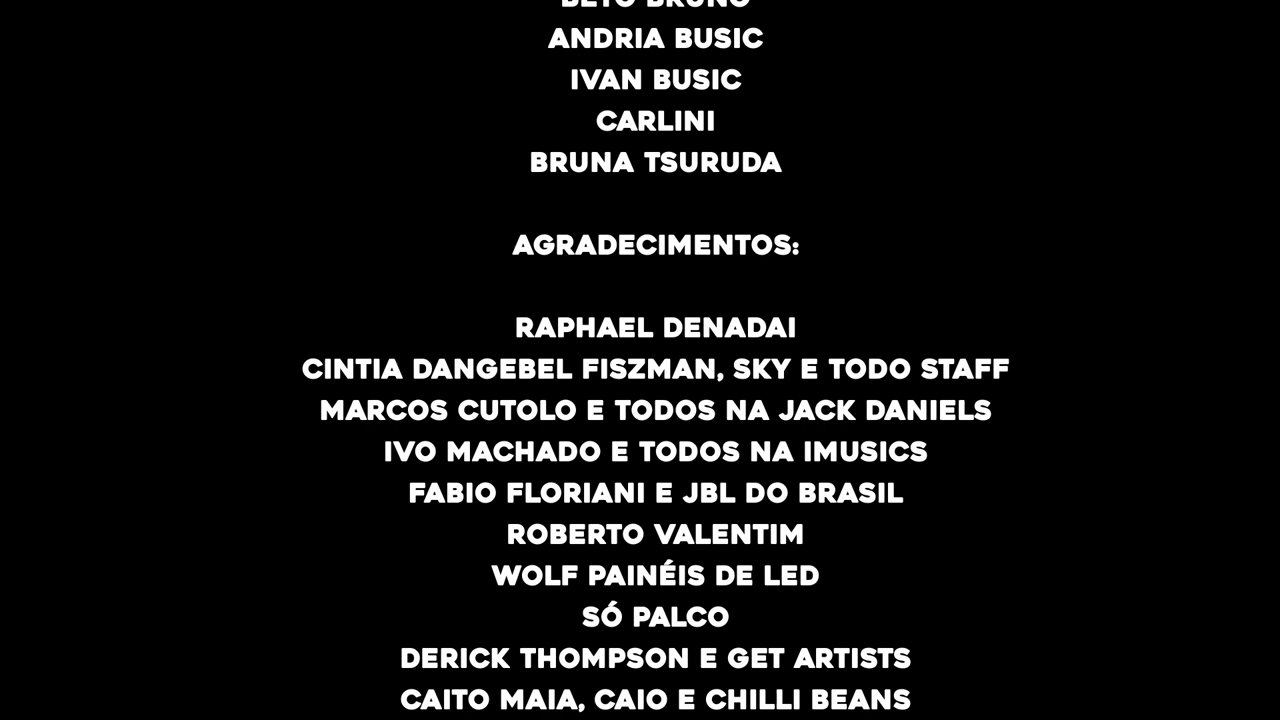 BETO BRUNO
ANDRIA BUSIC
IVAN BUSIC
CARLINI
BRUNA TSURUDA
AGRADECIMENTOS:
RAPHAEL DENADAI
CINTIA DANGEBEL FISZMAN, SKY E TODO STAFF
MARCOS CUTOLO E TODOS NA JACK DANIELS
IVO MACHADO E TODOS NA IMUSICS
FABIO FLORIANI E JBL DO BRASIL
ROBERTO VALENTIM
WOLF PAINÉIS DE LED
SÓ PALCO
DERICK THOMPSON E GET ARTISTS
CAITO MAIA, CAIO E CHILLI BEANS